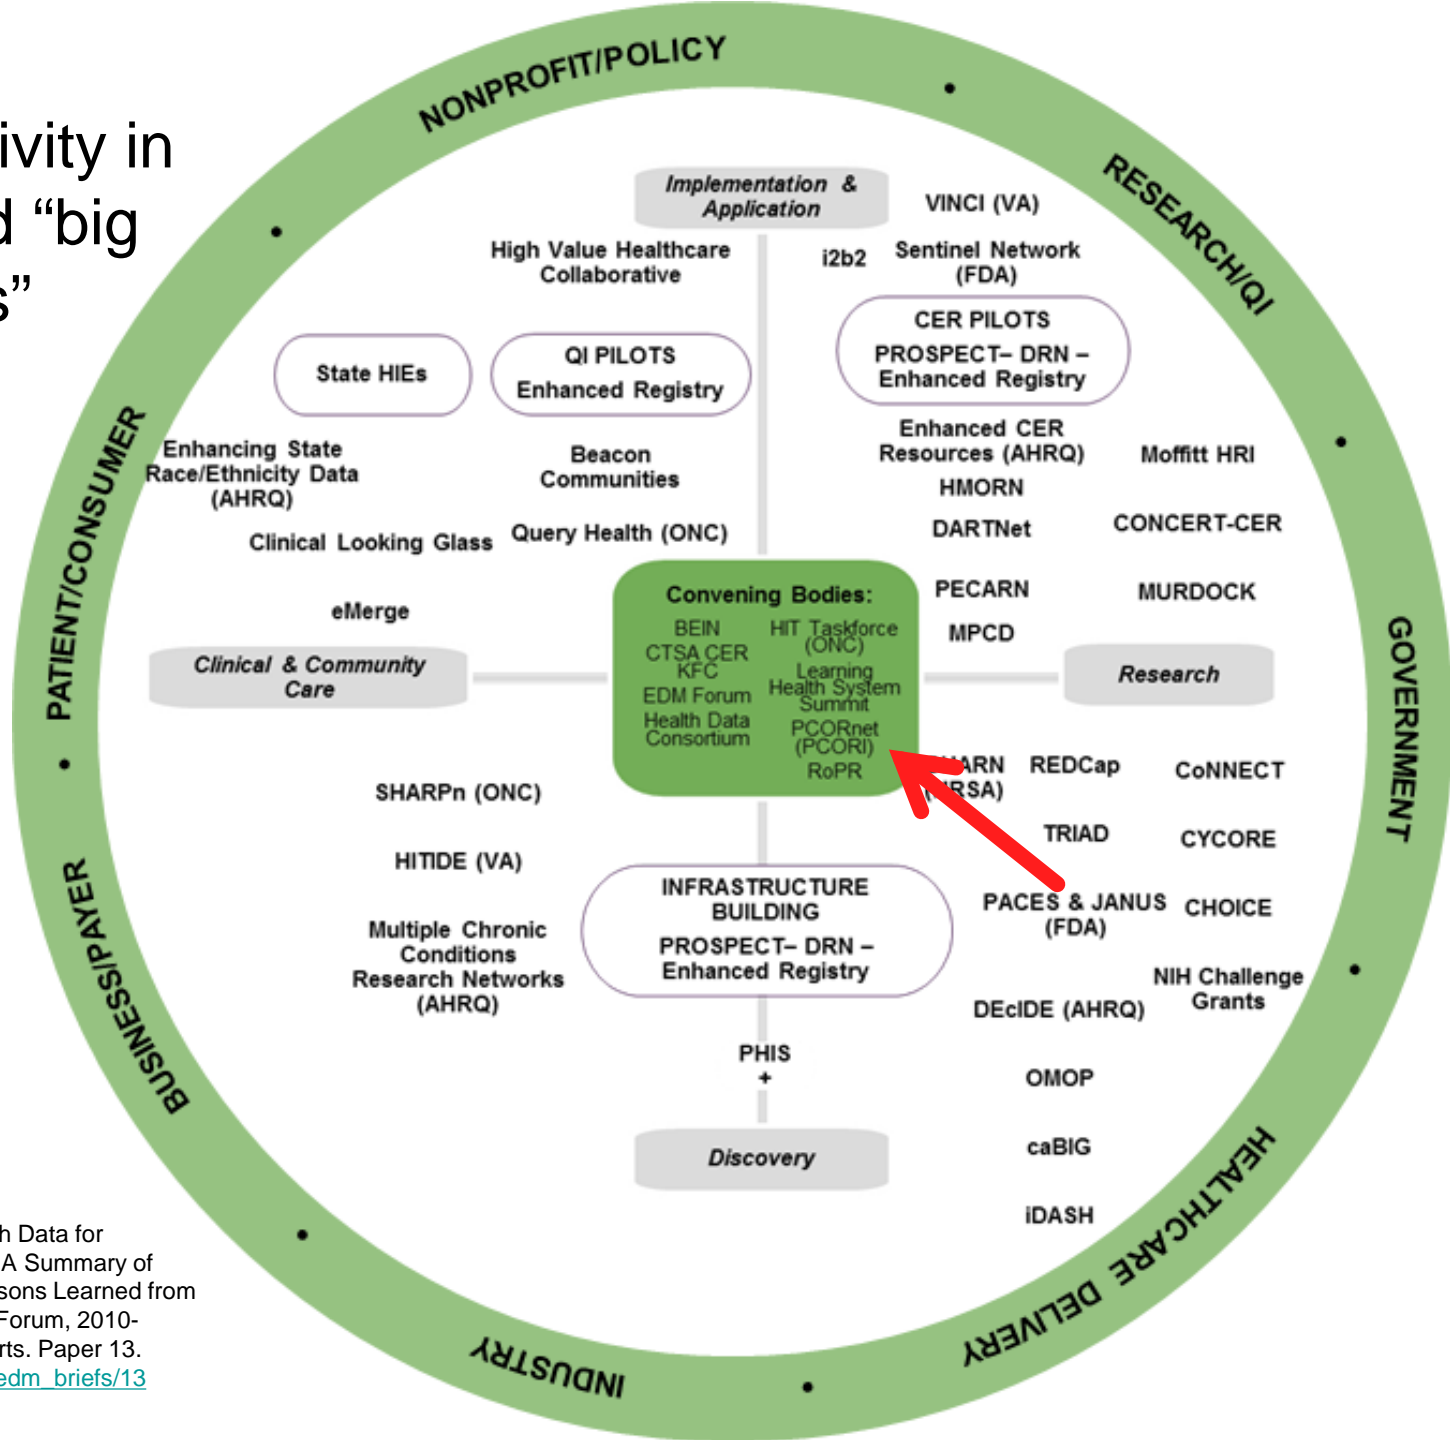 ivity in
“big
s”
NONPROFIT/POLICY
RESEARCH/QI
GOVERNMENT
HEALTHCARE DELIVERY
INDUSTRY
BUSINESS/PAYER
PATIENT/CONSUMER
Implementation &
Application
VINCI (VA)
High Value Healthcare
Collaborative
i2b2
Sentinel Network
(FDA)
State HIEs
QI PILOTS
Enhanced Registry
CER PILOTS
PROSPECT– DRN –
Enhanced Registry
Enhancing State
Race/Ethnicity Data
(AHRQ)
Beacon
Communities
Enhanced CER
Resources (AHRQ)
Moffitt HRI
HMORN
Clinical Looking Glass
Query Health (ONC)
DARTNet
CONCERT-CER
eMerge
PECARN
MURDOCK
MPCD
Clinical & Community
Care
Convening Bodies:
BEIN
CTSA CER
KFC
EDM Forum
Health Data
Consortium
HIT Taskforce
(ONC)
Learning
Health System
Summit
PCORnet
(PCORI)
RoPR
Research
SHARPn (ONC)
HITIDE (VA)
Multiple Chronic
Conditions
Research Networks
(AHRQ)
ARN
RSA)
REDCap
CoNNECT
TRIAD
CYCORE
INFRASTRUCTURE
BUILDING
PROSPECT– DRN –
Enhanced Registry
PACES & JANUS
(FDA)
CHOICE
NIH Challenge
Grants
DEcIDE (AHRQ)
PHIS
+
OMOP
Discovery
caBIG
iDASH
h Data for
A Summary of
sons Learned from
Forum, 2010-
rts. Paper 13.
edm_briefs/13